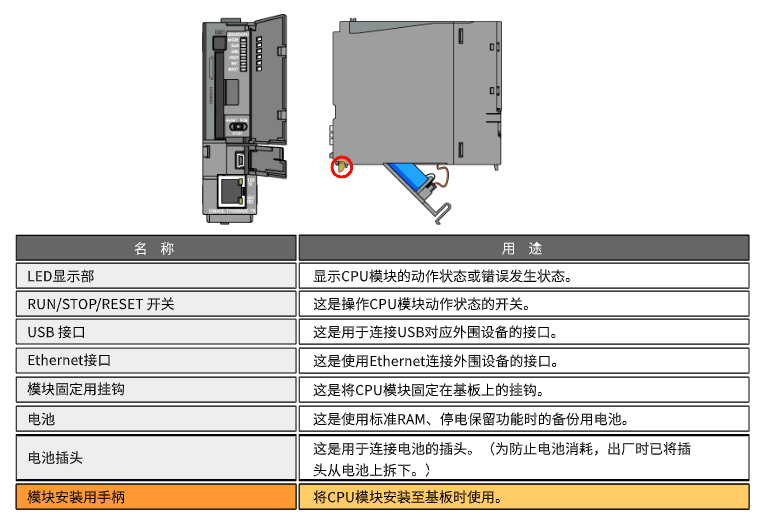 名 称 用 途
LED显示部 显示CPU模块的动作状态或错误发生状态。
RUN/STOP/RESET 开关 这是操作CPU模块动作状态的开关。
USB 接口 这是用于连接USB对应外围设备的接口。
Ethernet接口 这是使用Ethernet连接外围设备的接口。
模块固定用挂钩 这是将CPU模块固定在基板上的挂钩。
电池 这是使用标准RAM、停电保留功能时的备份用电池。
电池插头 这是用于连接电池的插头。（为防止电池消耗，出厂时已将插
头从电池上拆下。）
模块安装用手柄 将CPU模块安装至基板时使用。